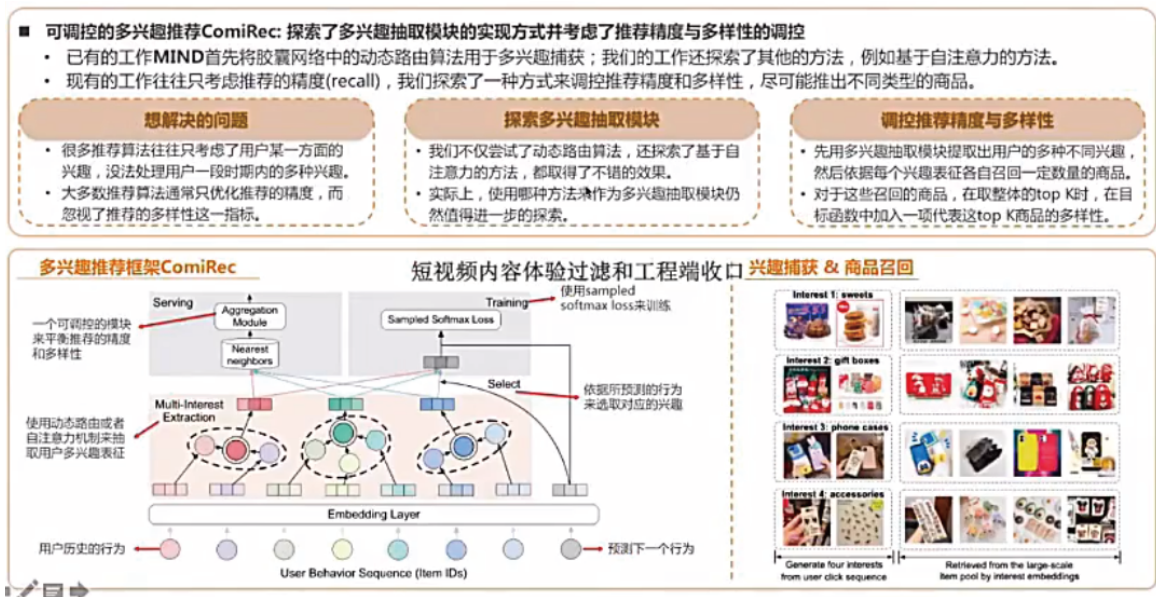 ■ 可调控的多兴趣推荐ComiRec: 探索了多兴趣抽取模块的实现方式并考虑了推荐精度与多样性的调控
• 已有的工作MIND首先将胶囊网络中的动态路由算法用于多兴趣捕获；我们的工作还探索了其他的方法，例如基于自注意力的方法。
• 现有的工作往往只考虑推荐的精度(recall)，我们探索了一种方式来调控推荐精度和多样性，尽可能推出不同类型的商品。
想解决的问题
• 很多推荐算法往往只考虑了用户某一方面的
兴趣，没法处理用户一段时期内的多种兴趣。
• 大多数推荐算法通常只优化推荐的精度，而
忽视了推荐的多样性这一指标。
探索多兴趣抽取模块
• 我们不仅尝试了动态路由算法，还探索了基于自
注意力的方法，都取得了不错的效果。
• 实际上，使用哪种方法来作为多兴趣抽取模块仍
然值得进一步的探索。
调控推荐精度与多样性
• 先用多兴趣抽取模块提取出用户的多种不同兴趣，
然后依据每个兴趣表征各自召回一定数量的商品。
• 对于这些召回的商品，在取整体的top K时，在目
标函数中加入一项代表这top K商品的多样性。
多兴趣推荐框架ComiRec
短视频内容体验过滤和工程端收口
兴趣捕获 & 商品召回
Serving
Aggregation
Module
Nearest
neighbors
Training
Sampled Softmax Loss
使用sampled
softmax loss来训练
一个可调控的模块
来平衡推荐的精度
和多样性
Select
依据所预测的行为
来选取对应的兴趣
Multi-Interest
Extraction
使用动态路由或者
自注意力机制来抽
取用户多兴趣表征
Embedding Layer
用户历史的行为
预测下一个行为
User Behavior Sequence (Item IDs)
Interest 1: sweets
Interest 2: gift boxes
Interest 3: phone cases
Interest 4: accessories
Generate four interests
from user click sequence
Retrieved from the large-scale
item pool by interest embeddings